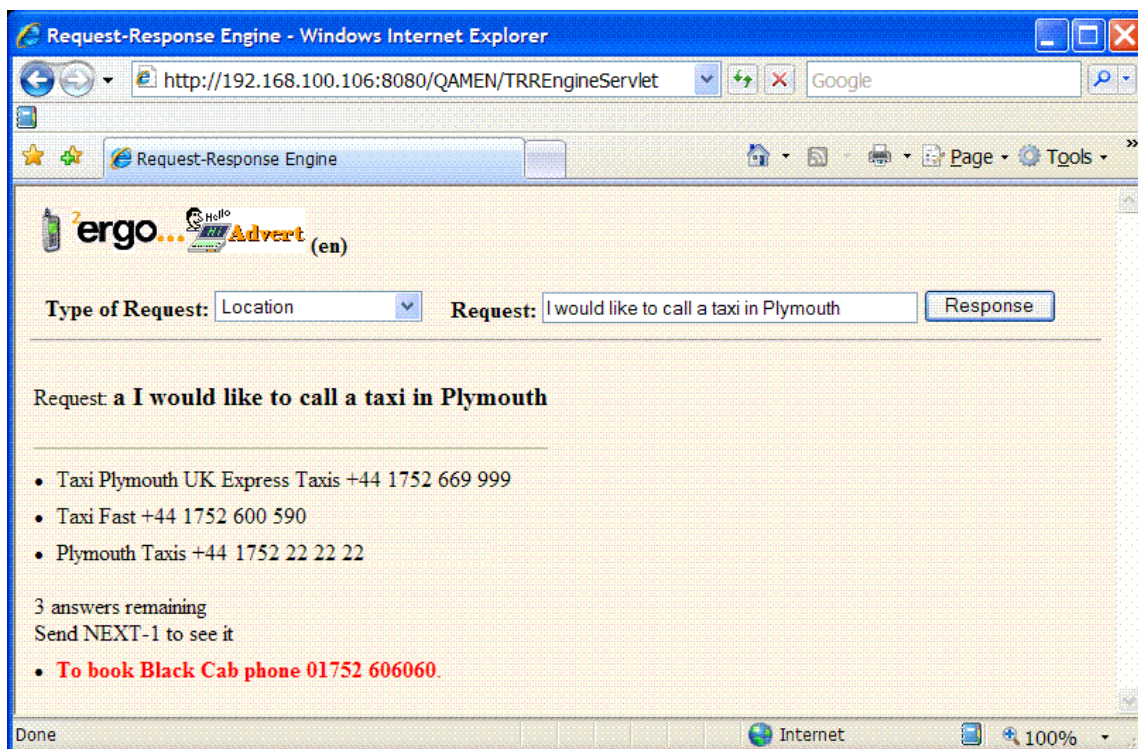 Request-Response Engine - Windows Internet Explorer
http://192.168.100.106:8080/QAMEN/TRREngineServlet Google
Request-Response Engine Page Tools »
2ergo... Hello HI Advert (en)
Type of Request: Location Request: I would like to call a taxi in Plymouth Response
Request: a I would like to call a taxi in Plymouth
• Taxi Plymouth UK Express Taxis +44 1752 669 999
• Taxi Fast +44 1752 600 590
• Plymouth Taxis +44 1752 22 22 22
3 answers remaining
Send NEXT-1 to see it
• To book Black Cab phone 01752 606060.
Done Internet 100%